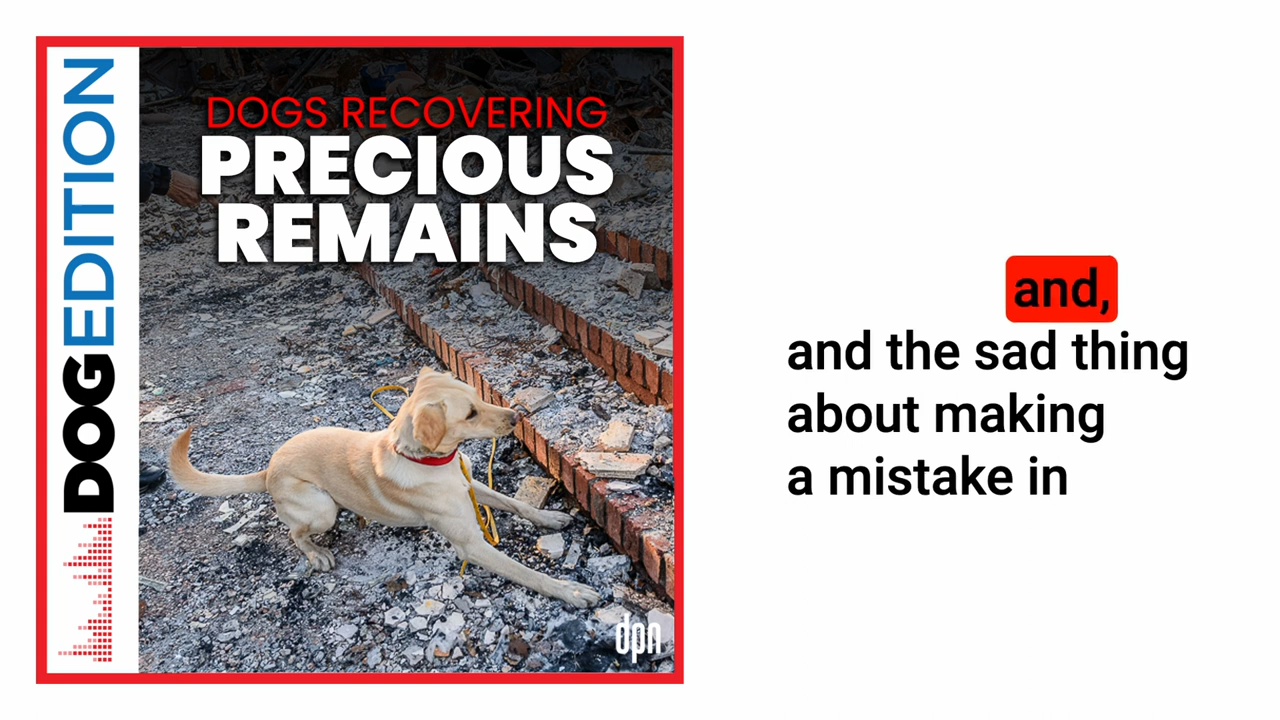 DOGEDITION
DOGS RECOVERING
PRECIOUS
REMAINS
dpn
and,
and the sad thing
about making
a mistake in